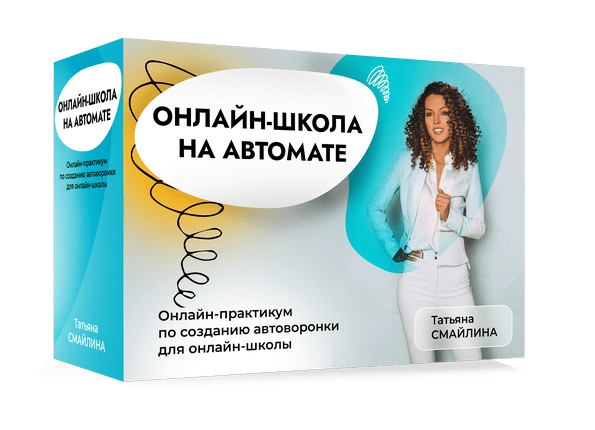 ОНЛАЙН-ШКОЛА
НА АВТОМАТЕ
Онлайн-практикум
по созданию автоворонки
для онлайн-школы
Татьяна
СМАЙЛИНА
ОНЛАЙН-ШКОЛА
НА АВТОМАТЕ
Онлайн-практикум
по созданию автоворонки
для онлайн-школы
Татьяна
СМАЙЛИНА